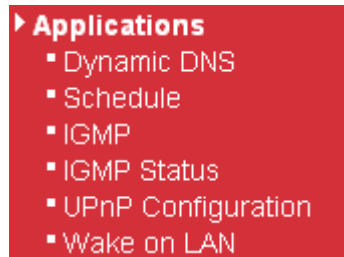 Applications
Dynamic DNS
Schedule
IGMP
IGMP Status
UPnP Configuration
Wake on LAN